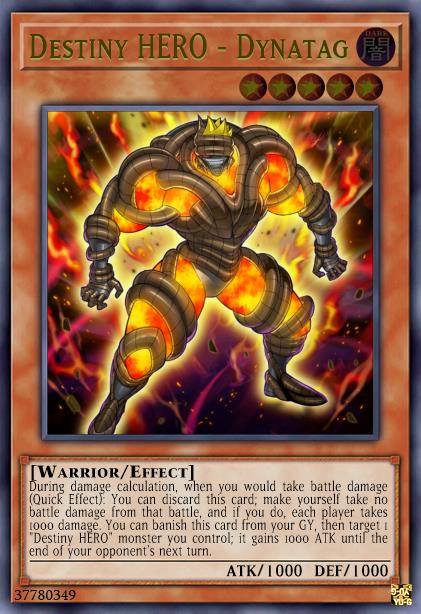 DESTINY HERO - DYNATAG
DARK
闇
[WARRIOR/EFFECT]
During damage calculation, when you would take battle damage
(Quick Effect): You can discard this card; make yourself take no
battle damage from that battle, and if you do, each player takes
1000 damage. You can banish this card from your GY, then target 1
"Destiny HERO" monster you control; it gains 1000 ATK until the
end of your opponent's next turn.
ATK/1000 DEF/1000
37780349